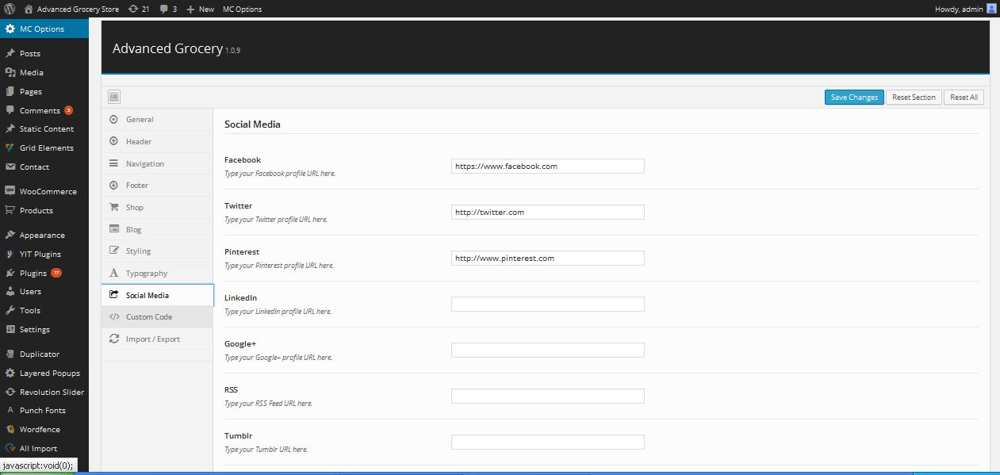 Advanced Grocery Store 21 3 New MC Options Howdy, admin
MC Options
Posts
Media
Pages
Comments 3
Static Content
Grid Elements
Contact
WooCommerce
Products
Appearance
YIT Plugins
Plugins 17
Users
Tools
Settings
Duplicator
Layered Popups
Revolution Slider
Punch Fonts
Wordfence
All Import
javascript:void(0);
Advanced Grocery 1.0.9
Save Changes Reset Section Reset All
General
Header
Navigation
Footer
Shop
Blog
Styling
Typography
Social Media
Custom Code
Import / Export
Social Media
Facebook
Type your Facebook profile URL here.
https://www.facebook.com
Twitter
Type your Twitter profile URL here.
http://twitter.com
Pinterest
Type your Pinterest profile URL here.
http://www.pinterest.com
LinkedIn
Type your LinkedIn profile URL here.
Google+
Type your Google+ profile URL here.
RSS
Type your RSS Feed URL here.
Tumblr
Type your Tumblr URL here.